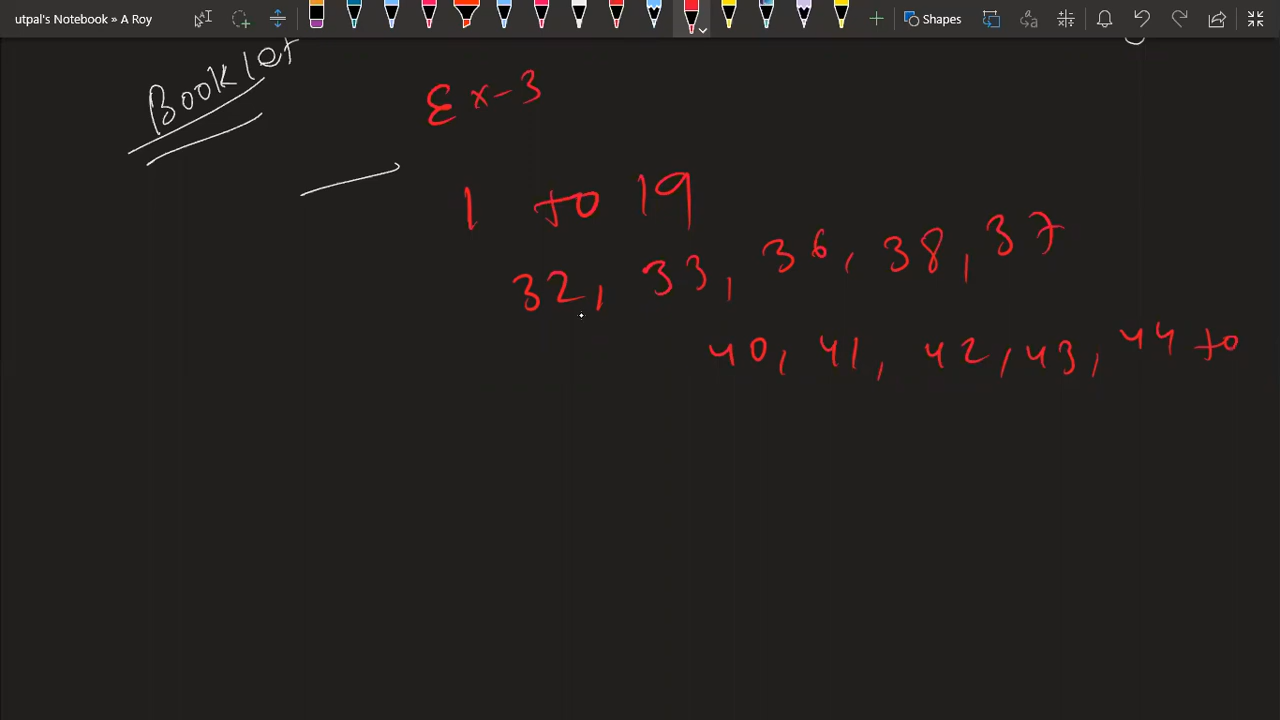 utpal's Notebook » A Roy
Shapes
Booklet
Ex-3
1 to 19
32, 33, 36, 38, 37
40, 41, 42, 43, 44 to